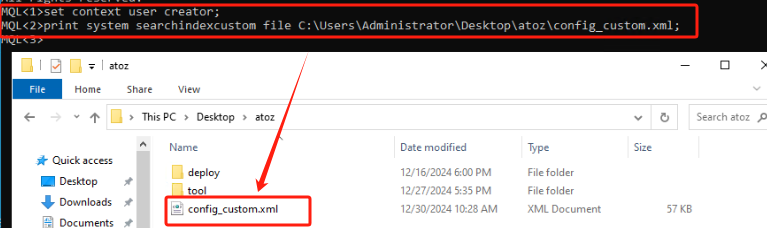 All rights reserved.
MQL<1>set context user creator;
MQL<2>print system searchindexcustom file C:\Users\Administrator\Desktop\atoz\config_custom.xml;
MQL<3>
atoz
File Home Share View
This PC > Desktop > atoz
Search atoz
Name Date modified Type Size
Quick access
Desktop
Downloads
Documents
deploy 12/16/2024 6:00 PM File folder
tool 12/27/2024 5:35 PM File folder
config_custom.xml 12/30/2024 10:28 AM XML Document 57 KB